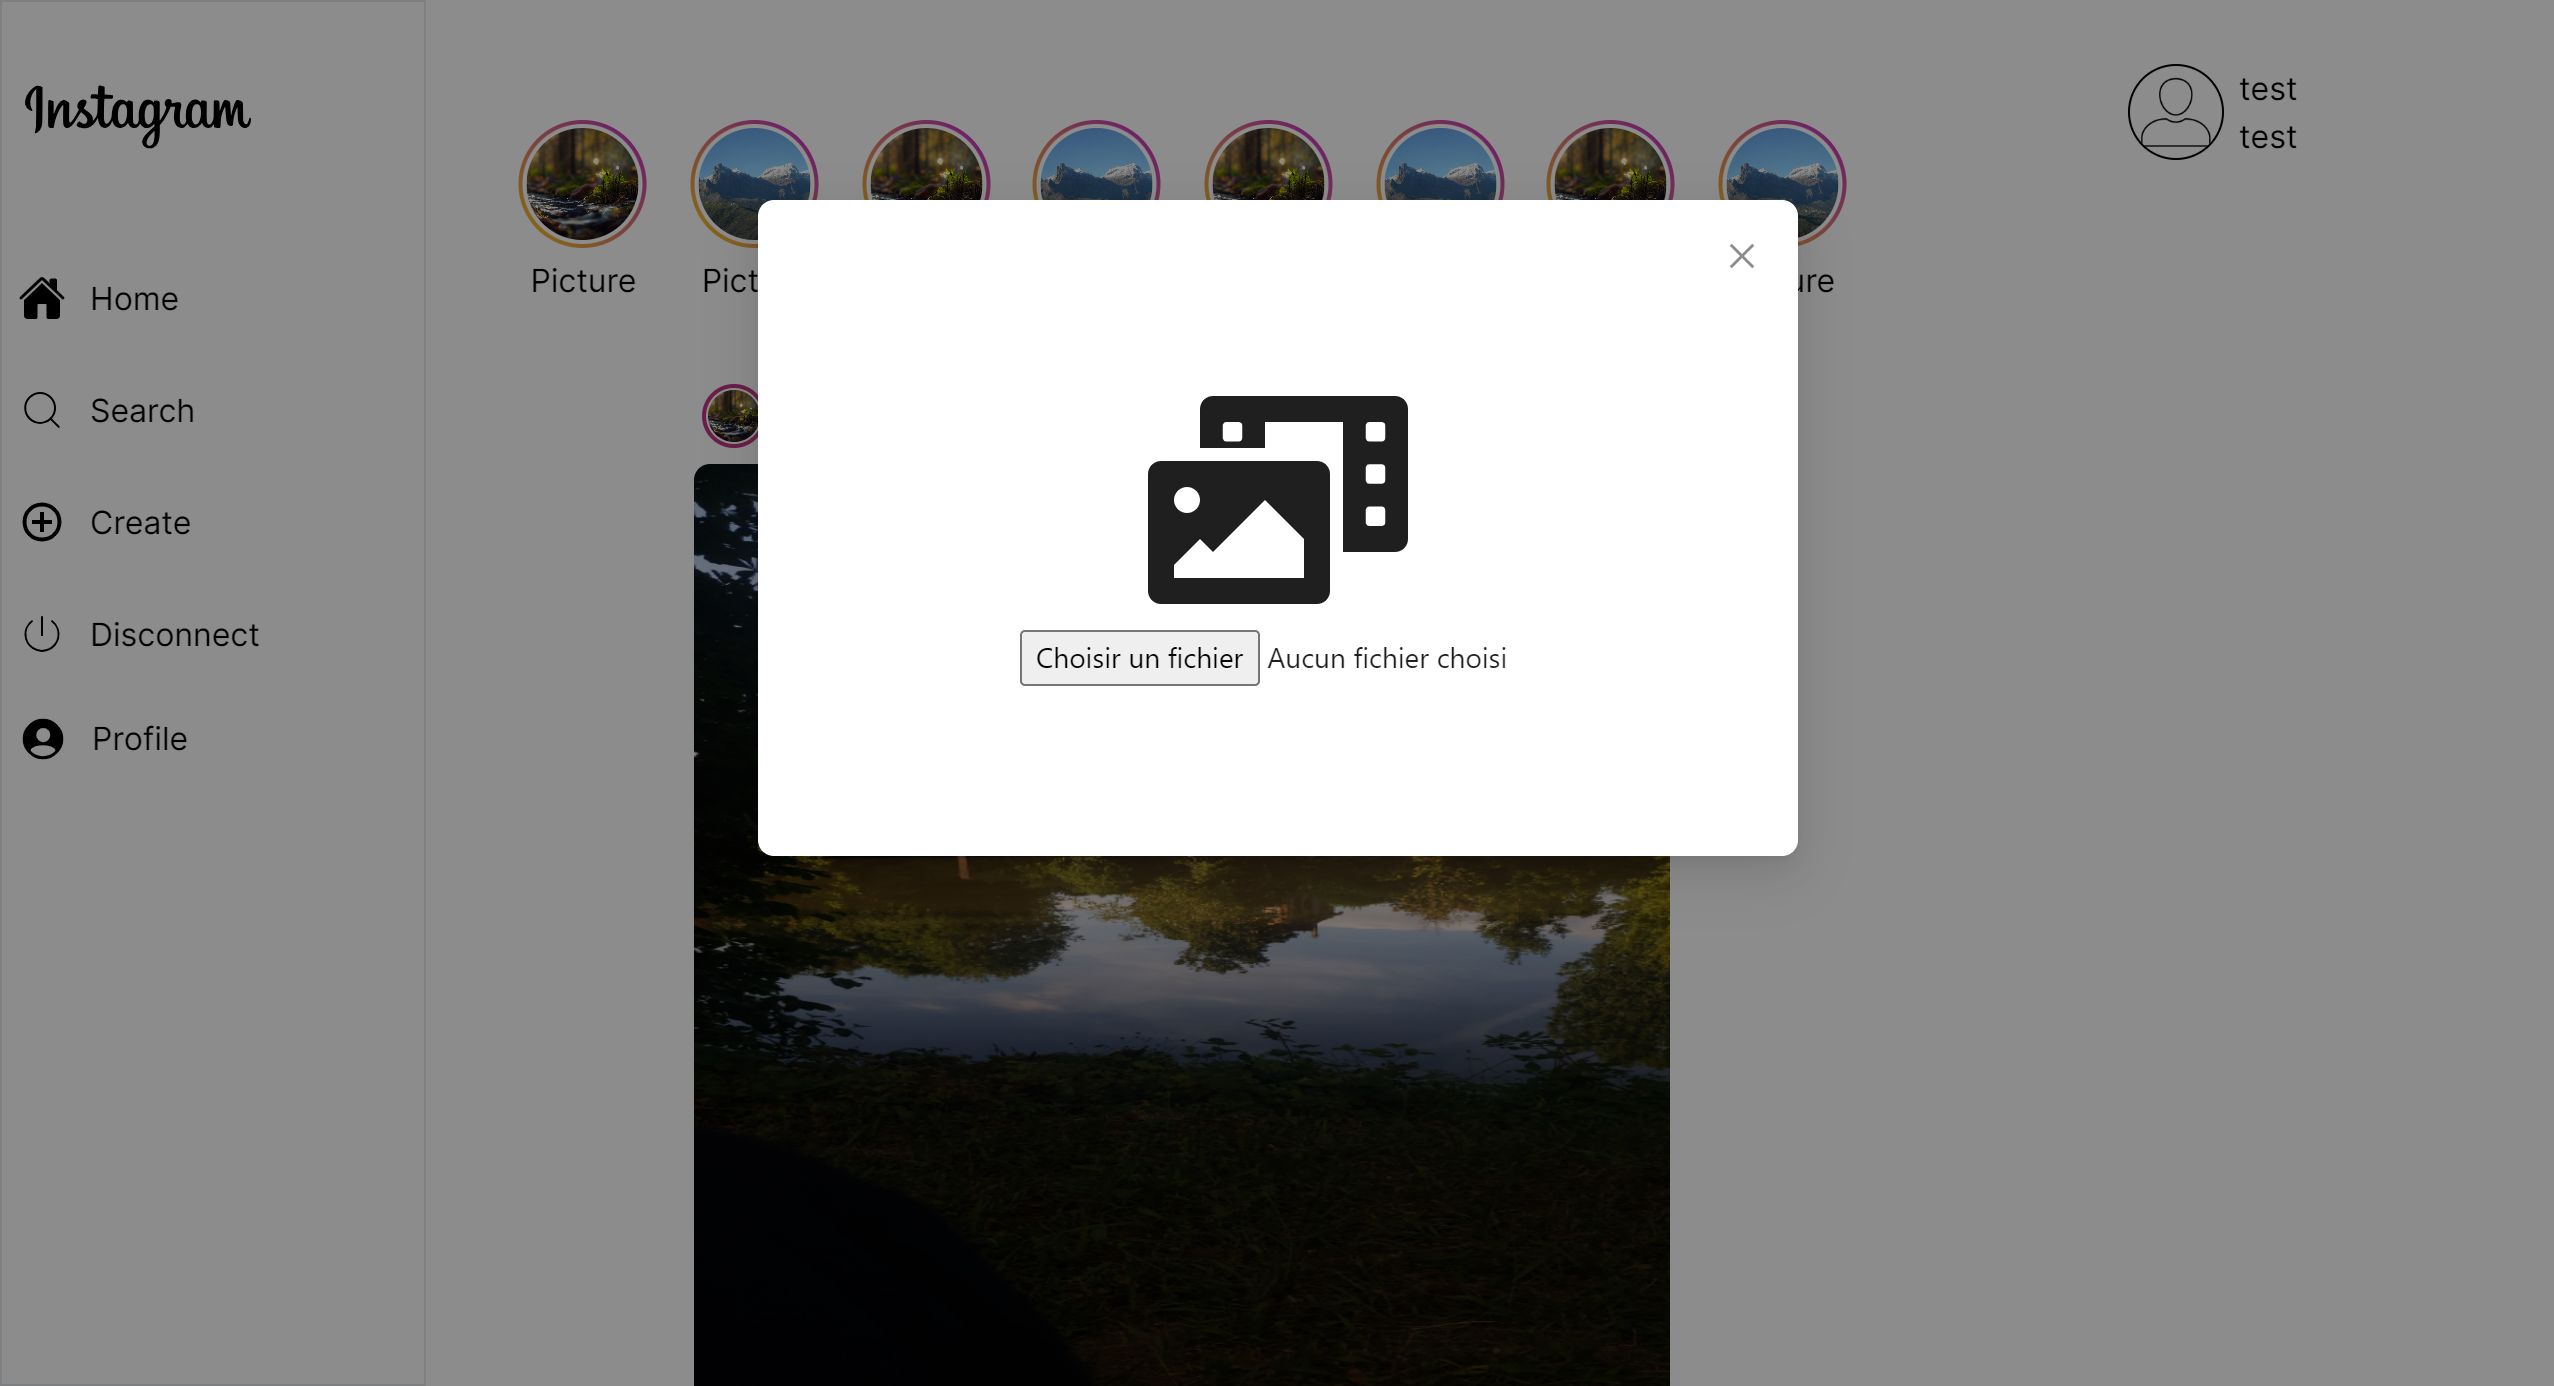 Instagram
test
test
Picture
Pict
ure
Home
Search
Create
Choisir un fichier Aucun fichier choisi
Disconnect
Profile